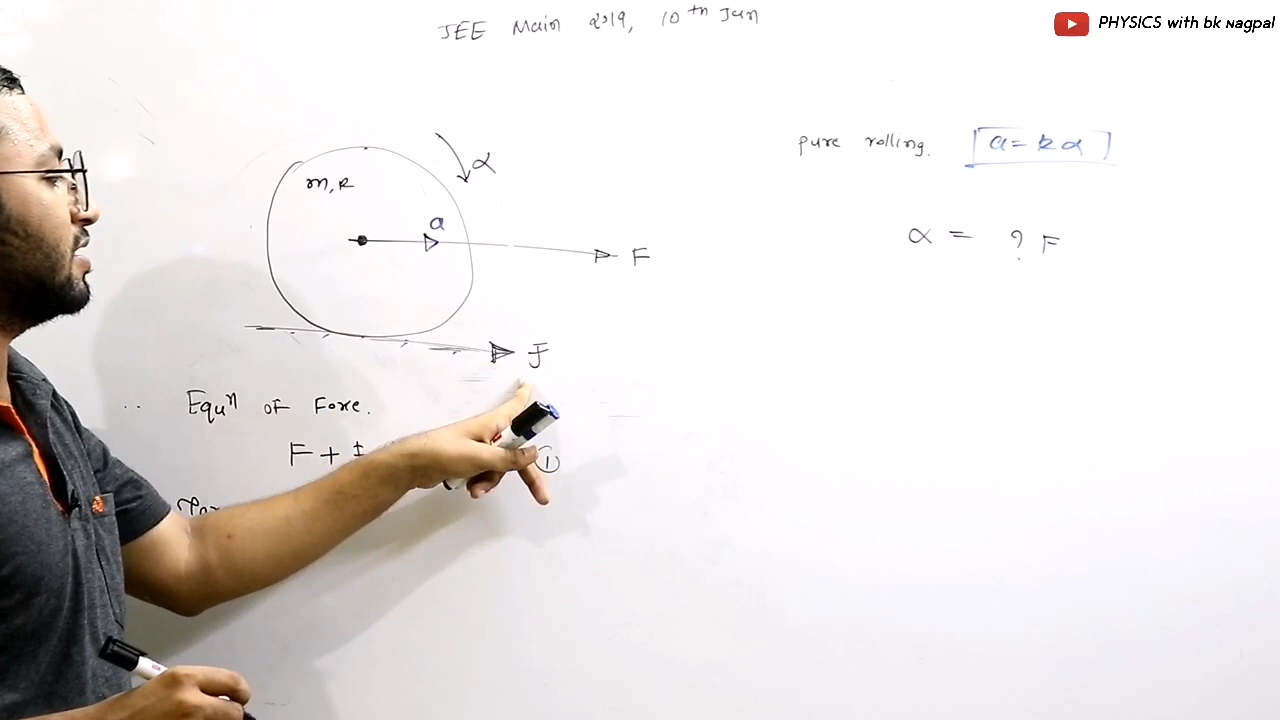 JEE Main 2019, 10th Jan
PHYSICS with bk nagpal
pure rolling. a = Rα
α
m, R
a
α = ? F
F
f
Equⁿ of Force.
F +
①